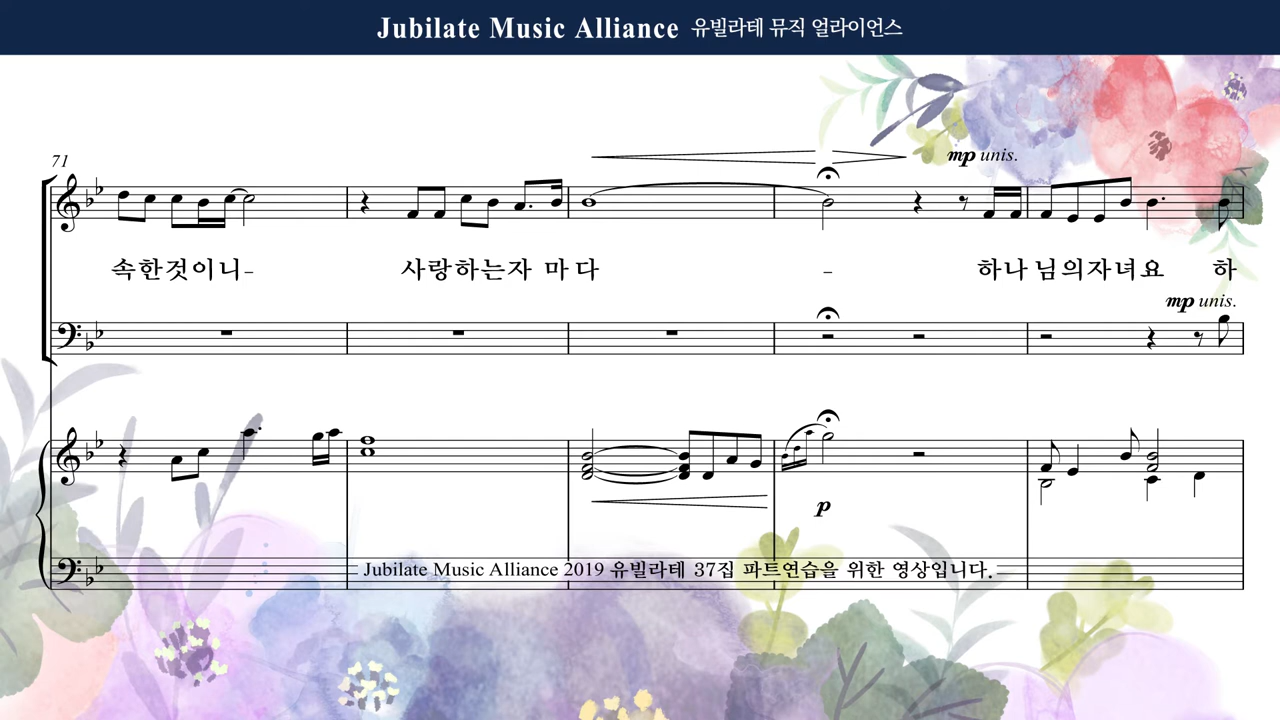 Jubilate Music Alliance 유빌라테 뮤직 얼라이언스
71
mp unis.
속한것이니- 사랑하는자 마다 - 하나님의자녀요 하
mp unis.
p
Jubilate Music Alliance 2019 유빌라테 37집 파트연습을 위한 영상입니다.